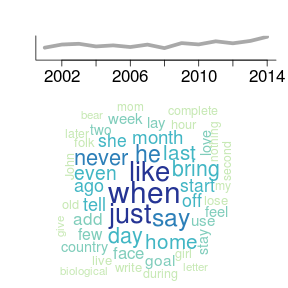 2002 2006 2010 2014
mom
bear week lay hour complete
later two she month love nothing
folk never he last second
John even like bring
ago when start my
old tell just say off lose
give add day use feel
few home stay
country face goal girl
live write during letter
biological